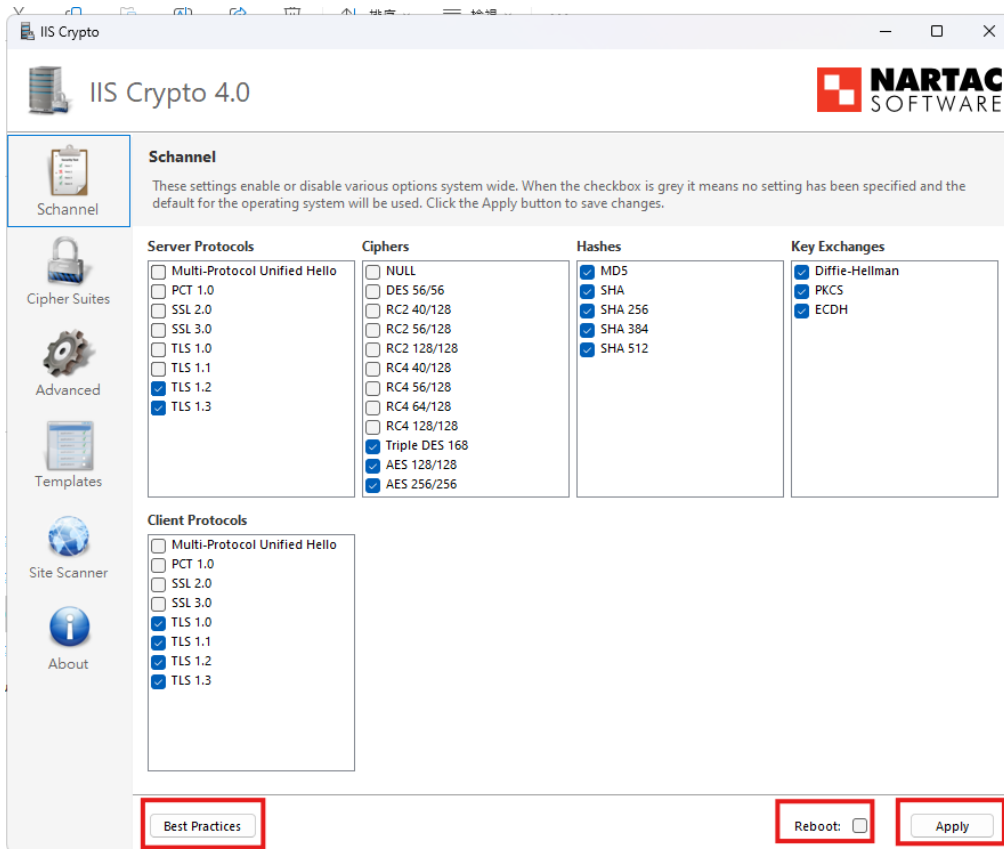 排序
檢視
IIS Crypto
IIS Crypto 4.0
NARTAC
SOFTWARE
Schannel
Cipher Suites
Advanced
Templates
Site Scanner
About
Schannel
These settings enable or disable various options system wide. When the checkbox is grey it means no setting has been specified and the
default for the operating system will be used. Click the Apply button to save changes.
Server Protocols
Multi-Protocol Unified Hello
PCT 1.0
SSL 2.0
SSL 3.0
TLS 1.0
TLS 1.1
TLS 1.2
TLS 1.3
Ciphers
NULL
DES 56/56
RC2 40/128
RC2 56/128
RC2 128/128
RC4 40/128
RC4 56/128
RC4 64/128
RC4 128/128
Triple DES 168
AES 128/128
AES 256/256
Hashes
MD5
SHA
SHA 256
SHA 384
SHA 512
Key Exchanges
Diffie-Hellman
PKCS
ECDH
Client Protocols
Multi-Protocol Unified Hello
PCT 1.0
SSL 2.0
SSL 3.0
TLS 1.0
TLS 1.1
TLS 1.2
TLS 1.3
Best Practices
Reboot:
Apply